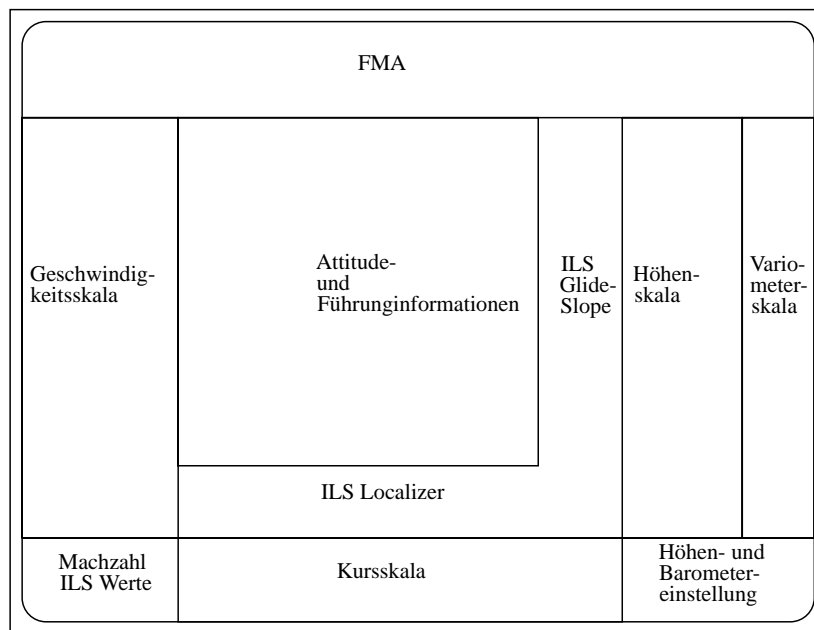 FMA
Geschwindig-
keitsskala
Attitude-
und
Führunginformationen
ILS
Glide-
Slope
Höhen-
skala
Vario-
meter-
skala
ILS Localizer
Machzahl
ILS Werte
Kursskala
Höhen- und
Barometer-
einstellung